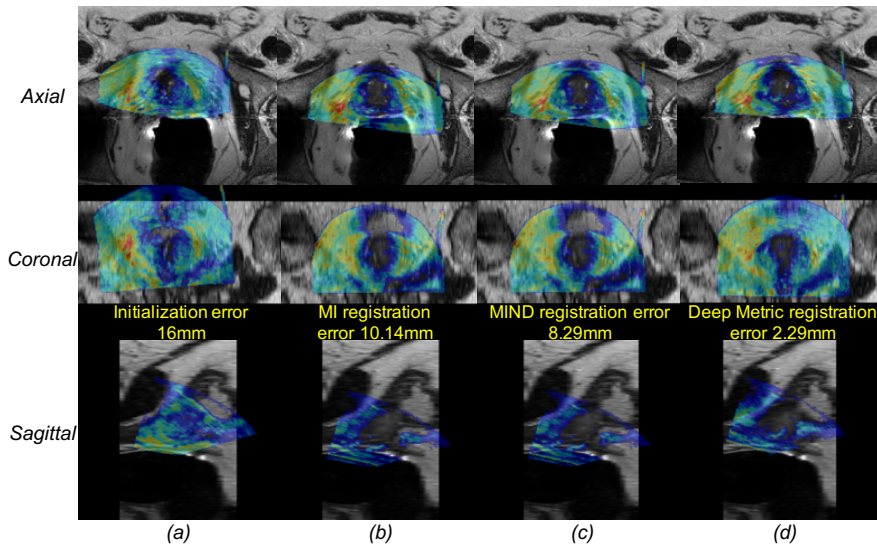 Axial
Coronal
Initialization error
16mm
MI registration
error 10.14mm
MIND registration error
8.29mm
Deep Metric registration
error 2.29mm
Sagittal
(a)
(b)
(c)
(d)